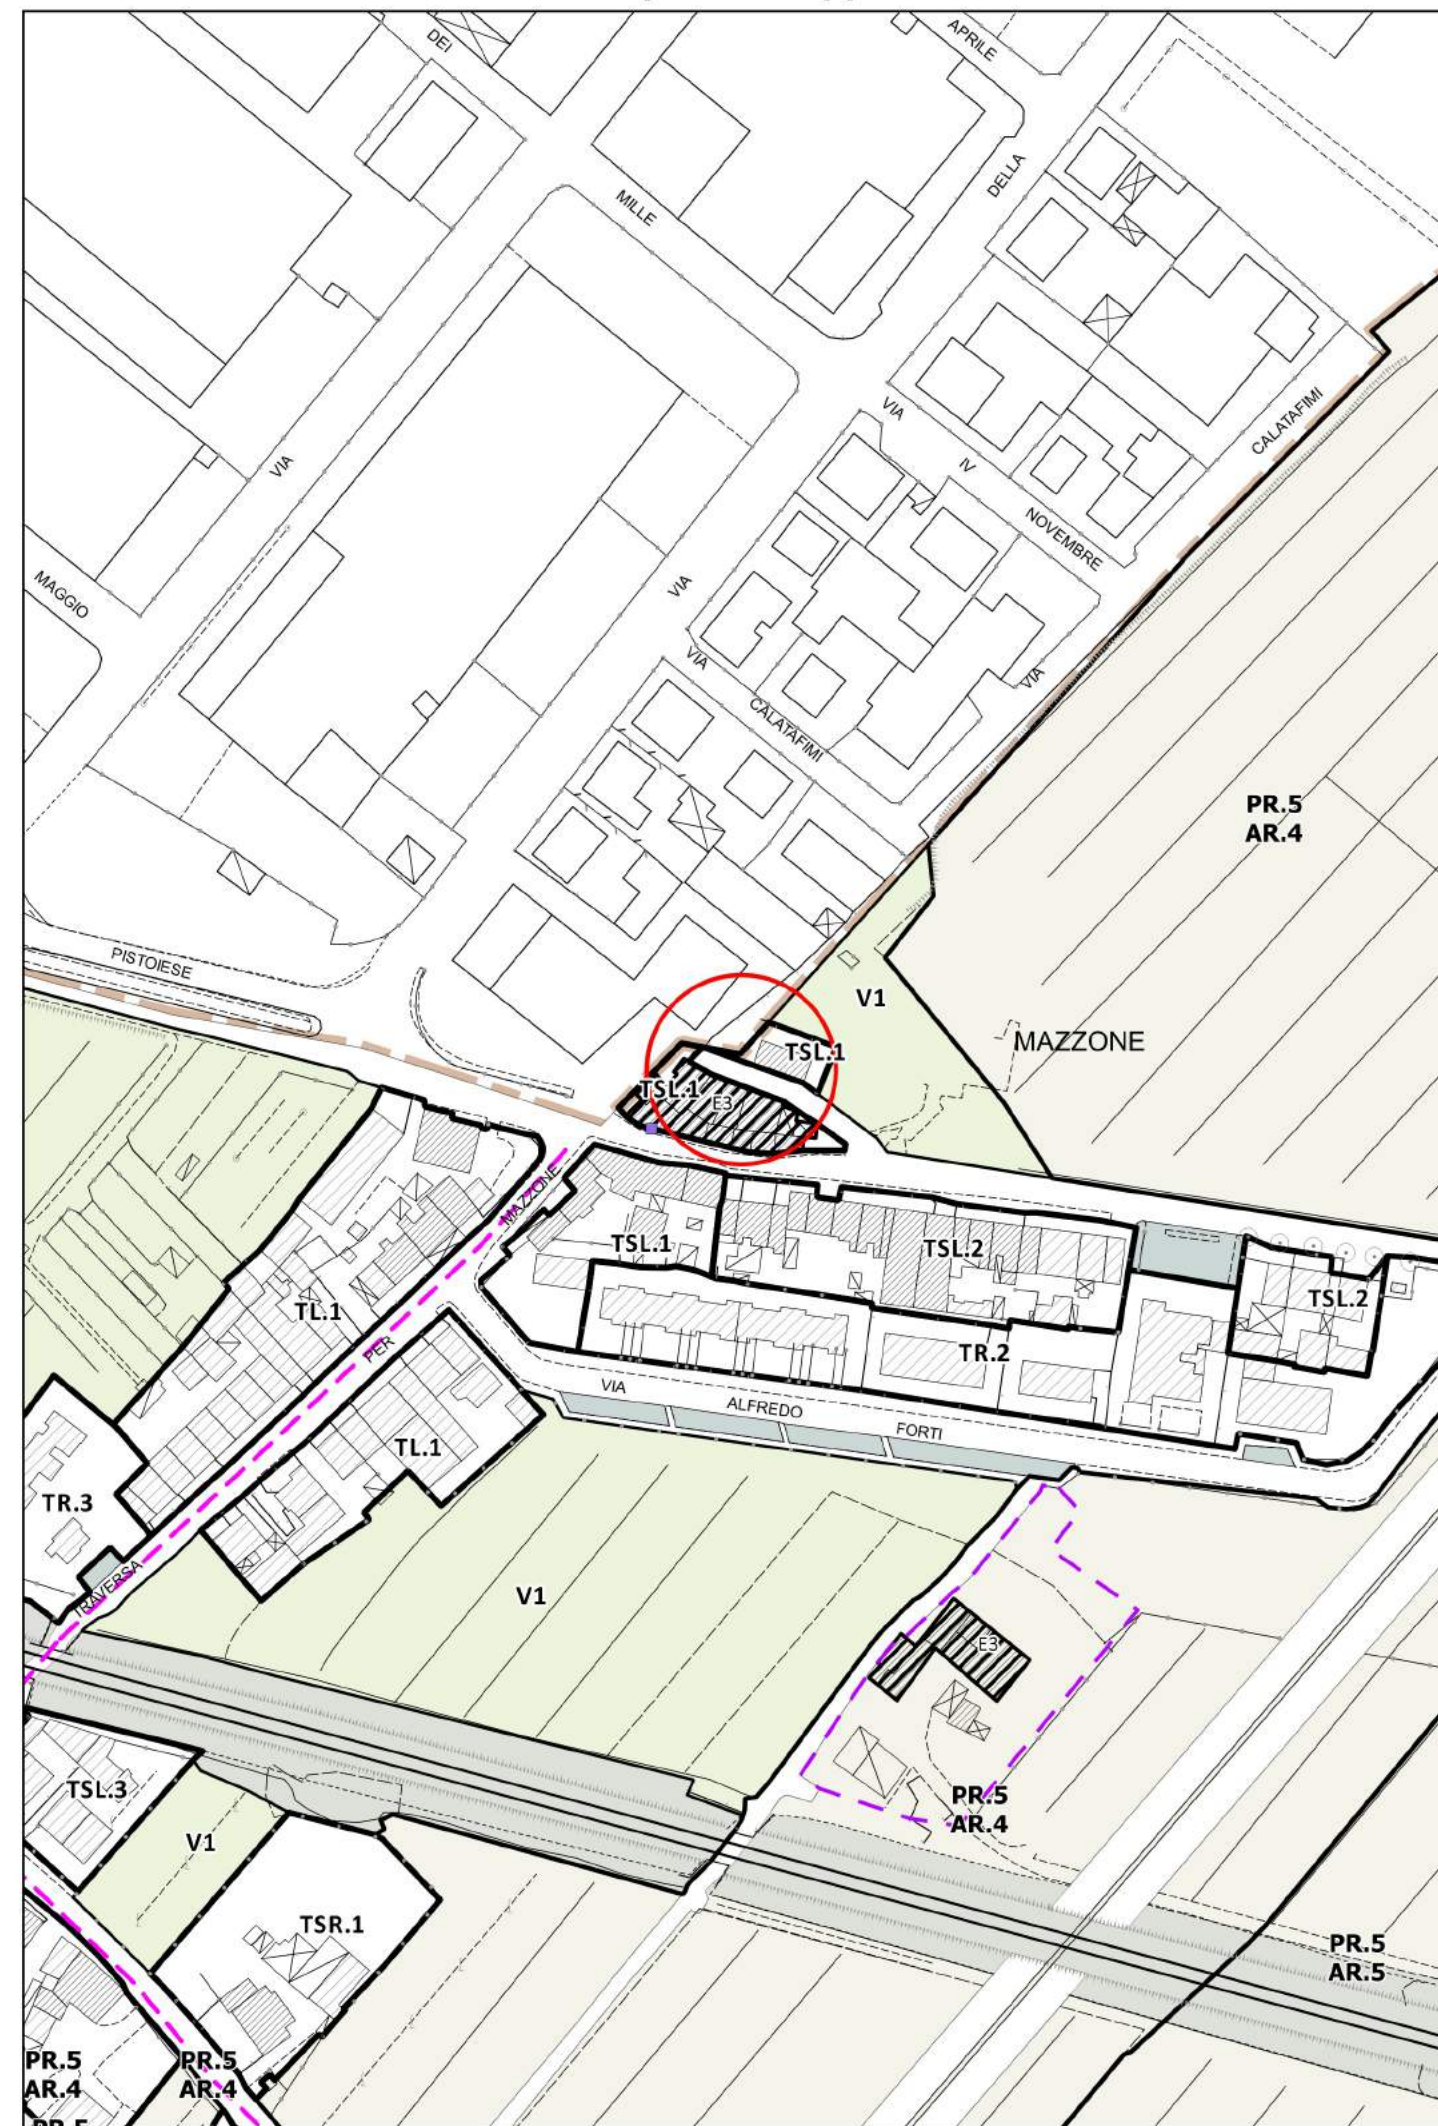 DEI
APRILE
MILLE
DELLA
CALATAFIMI
VIA
IV
NOVEMBRE
VIA
MAGGIO
VIA
VIA
CALATAFIMI
VIA
PR.5
AR.4
PISTOIESE
V1
MAZZONE
TSL.1
TSL.1
E3
MAZZONE
TSL.1
TSL.2
TSL.2
TL.1
PER
TR.2
VIA
ALFREDO
FORTI
TL.1
TR.3
TRAVERSA
V1
E3
PR.5
AR.4
TSL.3
V1
TSR.1
PR.5
AR.5
PR.5
AR.4
PR.5
AR.4
PR.5